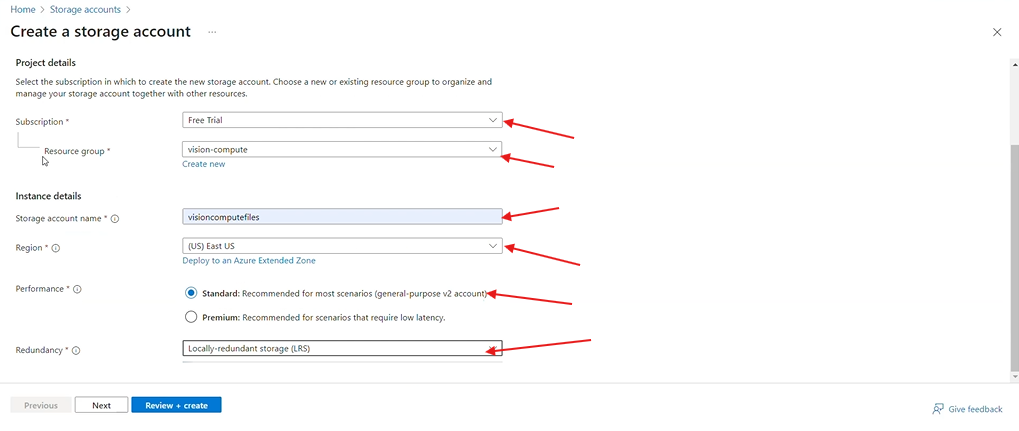 Home > Storage accounts >
Create a storage account ...
Project details
Select the subscription in which to create the new storage account. Choose a new or existing resource group to organize and
manage your storage account together with other resources.
Subscription *
Free Trial
Resource group *
vision-compute
Create new
Instance details
Storage account name *
visioncomputefiles
Region *
(US) East US
Deploy to an Azure Extended Zone
Performance *
Standard: Recommended for most scenarios (general-purpose v2 account)
Premium: Recommended for scenarios that require low latency.
Redundancy *
Locally-redundant storage (LRS)
Previous
Next
Review + create
Give feedback